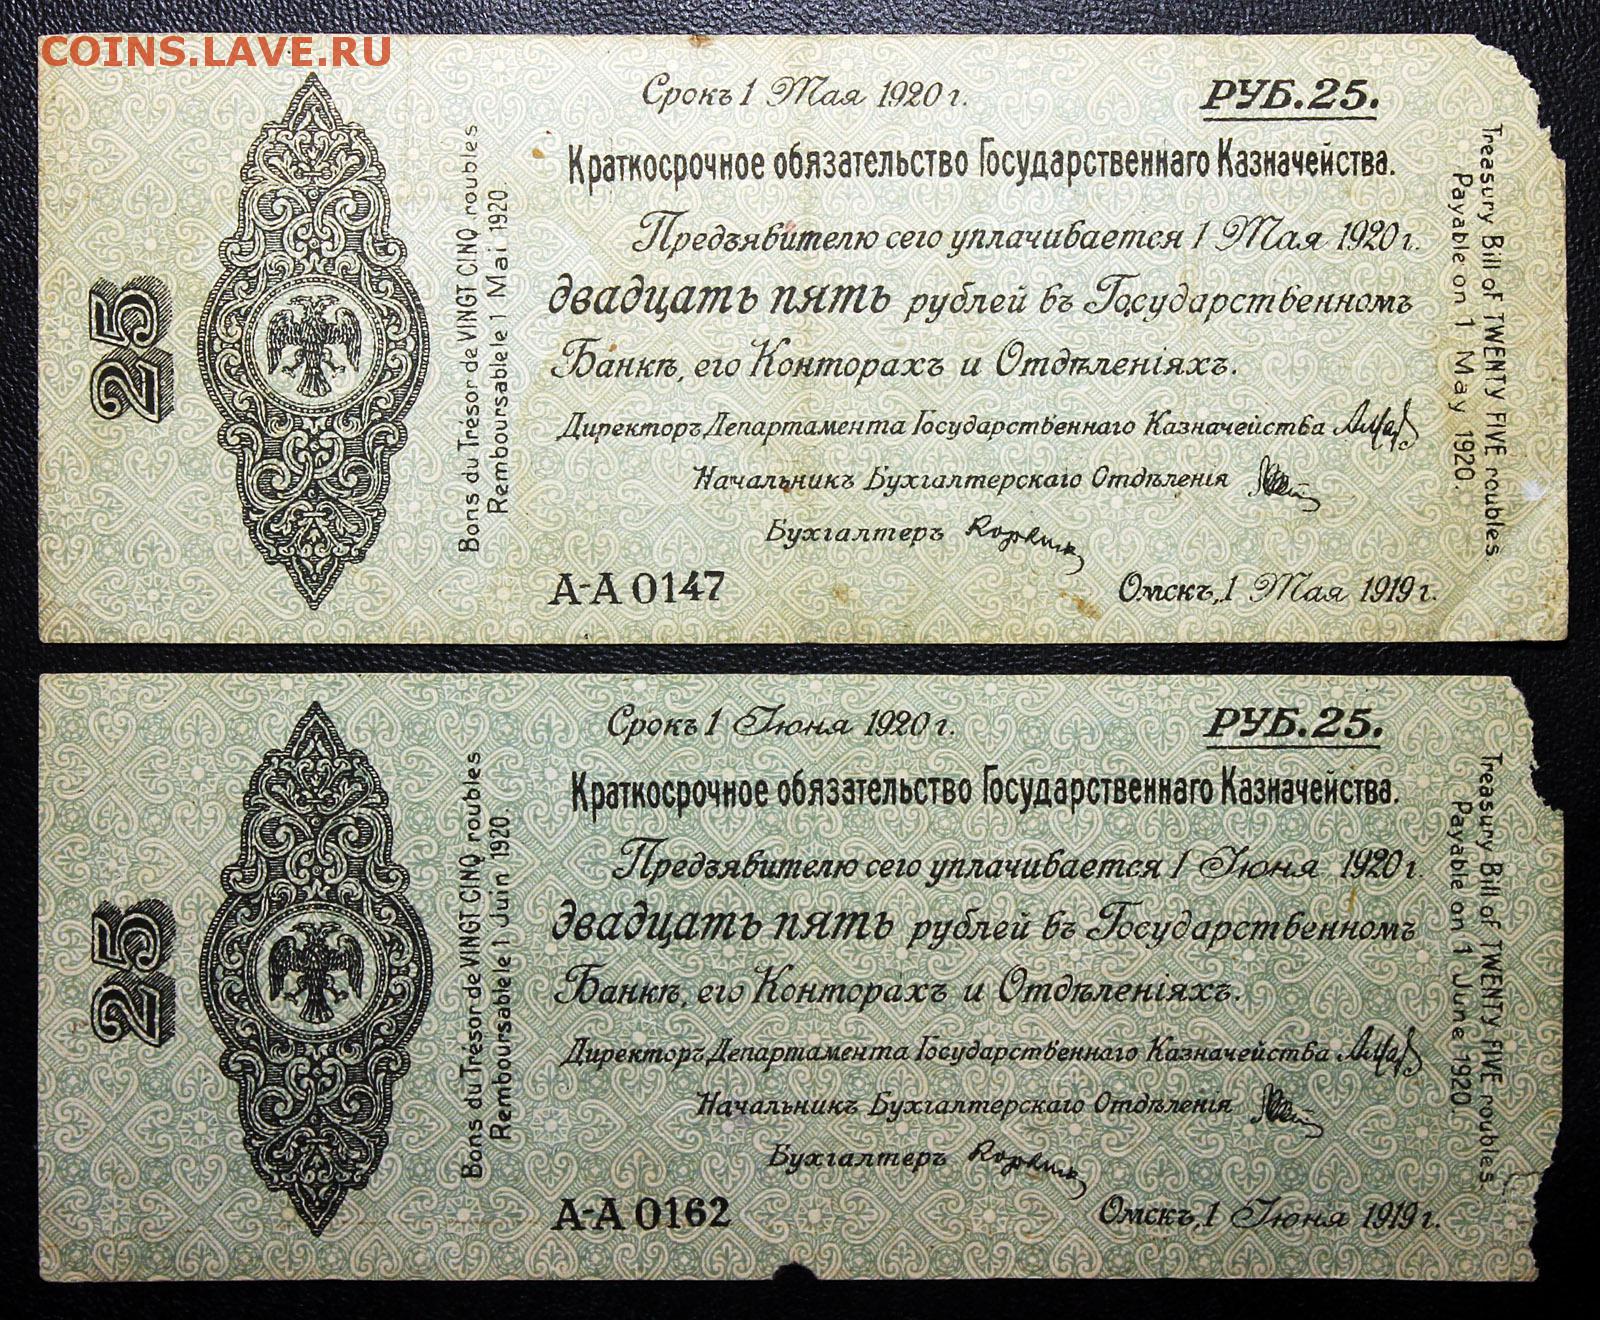 COINS.LAVE.RU
Срокъ 1 Мая 1920 г.
РУБ. 25.
Краткосрочное обязательство Государственнаго Казначейства.
Предъявителю сего уплачивается 1 Мая 1920 г.
двадцать пять рублей въ Государственномъ
Банкѣ, его Конторахъ и Отдѣленіяхъ.
Директоръ Департамента Государственнаго Казначейства
Начальникъ Бухгалтерскаго Отдѣленія
Бухгалтеръ
А-А 0147
Омскъ, 1 Мая 1919 г.
25
Bons du Trésor de VINGT CINQ roubles
Remboursable le 1 Mai 1920
Treasury Bill of TWENTY FIVE roubles.
Payable on 1 May 1920.
Срокъ 1 Іюня 1920 г.
РУБ. 25.
Краткосрочное обязательство Государственнаго Казначейства.
Предъявителю сего уплачивается 1 Іюня 1920 г.
двадцать пять рублей въ Государственномъ
Банкѣ, его Конторахъ и Отдѣленіяхъ.
Директоръ Департамента Государственнаго Казначейства
Начальникъ Бухгалтерскаго Отдѣленія
Бухгалтеръ
А-А 0162
Омскъ, 1 Іюня 1919 г.
25
Bons du Trésor de VINGT CINQ roubles
Remboursable le 1 Juin 1920.
Treasury Bill of TWENTY FIVE roubles.
Payable on 1 June 1920.